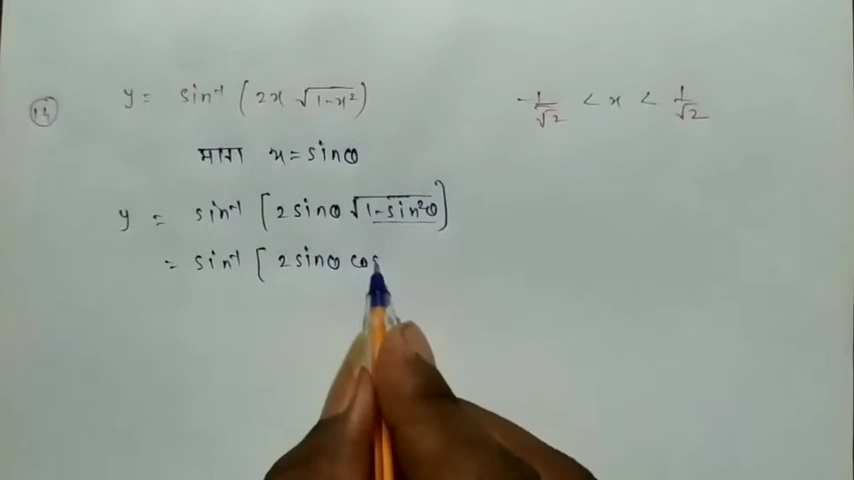 (14) y = sin⁻¹ (2x √(1-x²)) -1/√2 < x < 1/√2
माना x = sinθ
y = sin⁻¹ [2 sinθ √(1-sin²θ)]
= sin⁻¹ [2 sinθ cos